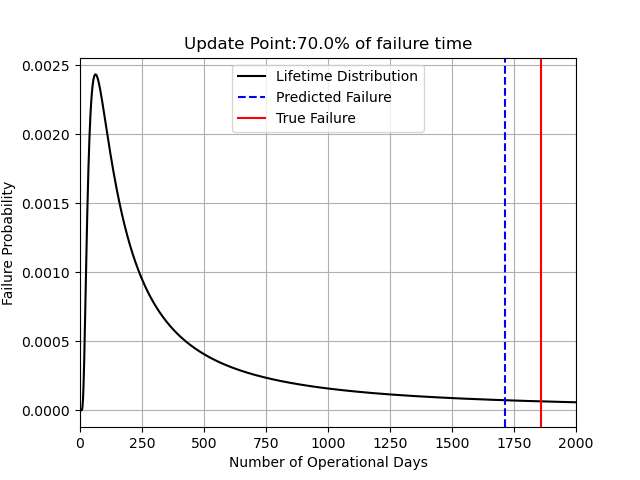 Update Point:70.0% of failure time
Lifetime Distribution
Predicted Failure
True Failure
Failure Probability
0.0025
0.0020
0.0015
0.0010
0.0005
0.0000
0 250 500 750 1000 1250 1500 1750 2000
Number of Operational Days